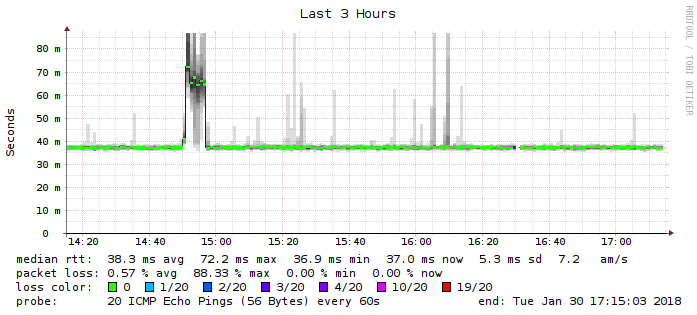 Last 3 Hours
RRDTOOL / TOBI OETIKER
Seconds
80 m
70 m
60 m
50 m
40 m
30 m
20 m
10 m
0
14:20 14:40 15:00 15:20 15:40 16:00 16:20 16:40 17:00
median rtt: 38.3 ms avg 72.2 ms max 36.9 ms min 37.0 ms now 5.3 ms sd 7.2 am/s
packet loss: 0.57 % avg 88.33 % max 0.00 % min 0.00 % now
loss color: 0 1/20 2/20 3/20 4/20 10/20 19/20
probe: 20 ICMP Echo Pings (56 Bytes) every 60s end: Tue Jan 30 17:15:03 2018